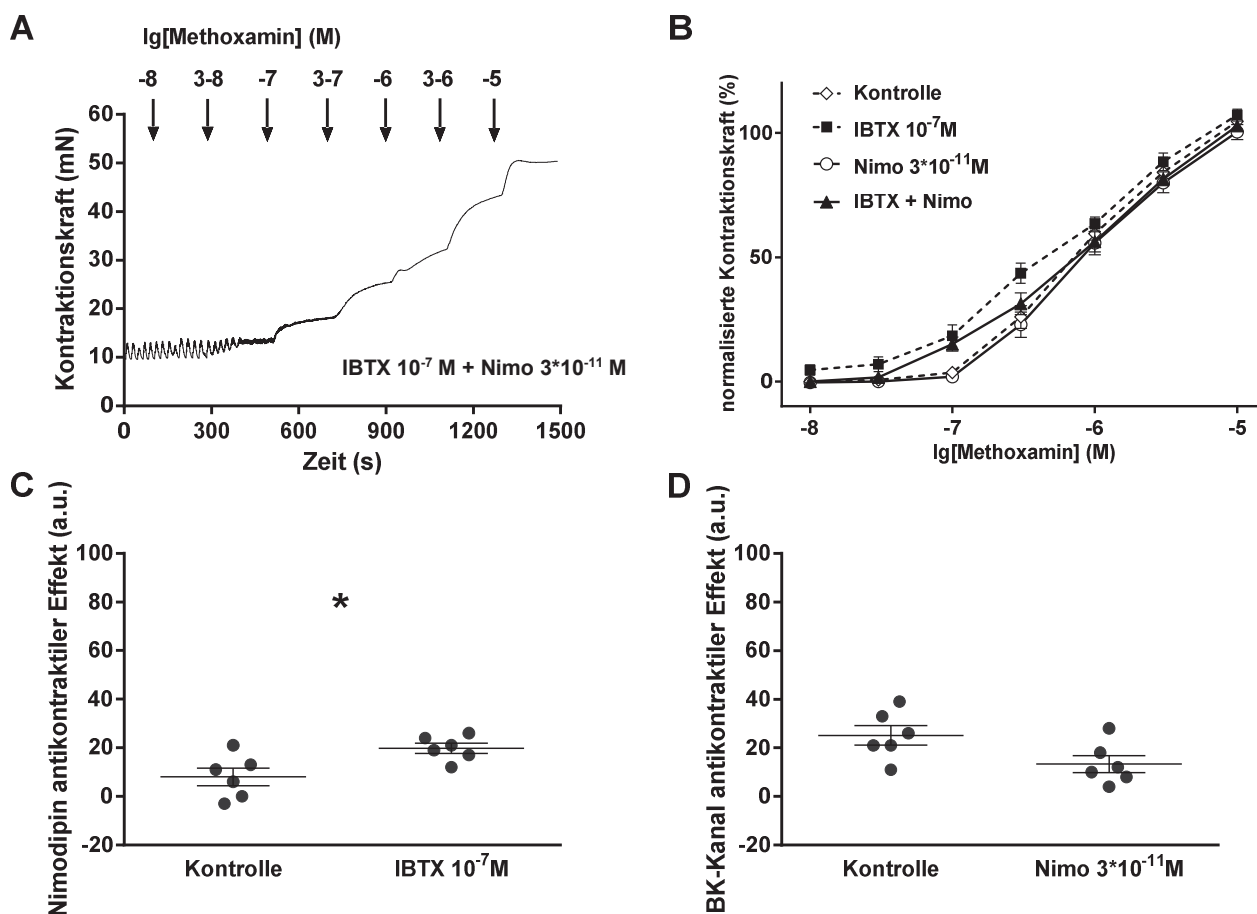 A
lg[Methoxamin] (M)
-8 3-8 -7 3-7 -6 3-6 -5
Kontraktionskraft (mN)
60
50
40
30
20
10
0
IBTX 10⁻⁷ M + Nimo 3*10⁻¹¹ M
0 300 600 900 1200 1500
Zeit (s)
B
normalisierte Kontraktionskraft (%)
Kontrolle
IBTX 10⁻⁷M
Nimo 3*10⁻¹¹M
IBTX + Nimo
100
50
0
-8 -7 -6 -5
lg[Methoxamin] (M)
C
Nimodipin antikontraktiler Effekt (a.u.)
100
80
60
40
20
0
-20
*
Kontrolle IBTX 10⁻⁷M
D
BK-Kanal antikontraktiler Effekt (a.u.)
100
80
60
40
20
0
-20
Kontrolle Nimo 3*10⁻¹¹M